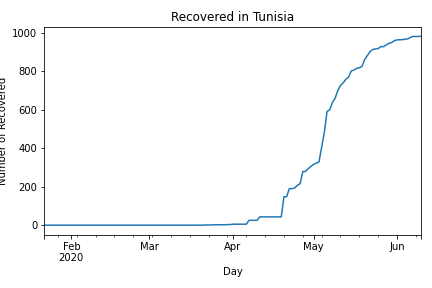 Recovered in Tunisia
Number of Recovered
1000
800
600
400
200
0
Feb
2020
Mar
Apr
May
Jun
Day